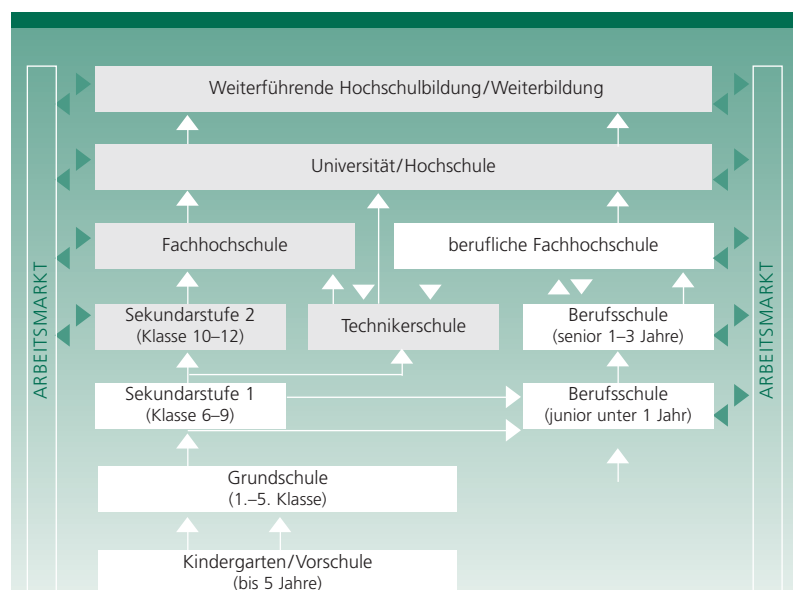 Weiterführende Hochschulbildung/Weiterbildung
Universität/Hochschule
Fachhochschule
berufliche Fachhochschule
Sekundarstufe 2
(Klasse 10–12)
Technikerschule
Berufsschule
(senior 1–3 Jahre)
ARBEITSMARKT
ARBEITSMARKT
Sekundarstufe 1
(Klasse 6–9)
Berufsschule
(junior unter 1 Jahr)
Grundschule
(1.–5. Klasse)
Kindergarten/Vorschule
(bis 5 Jahre)